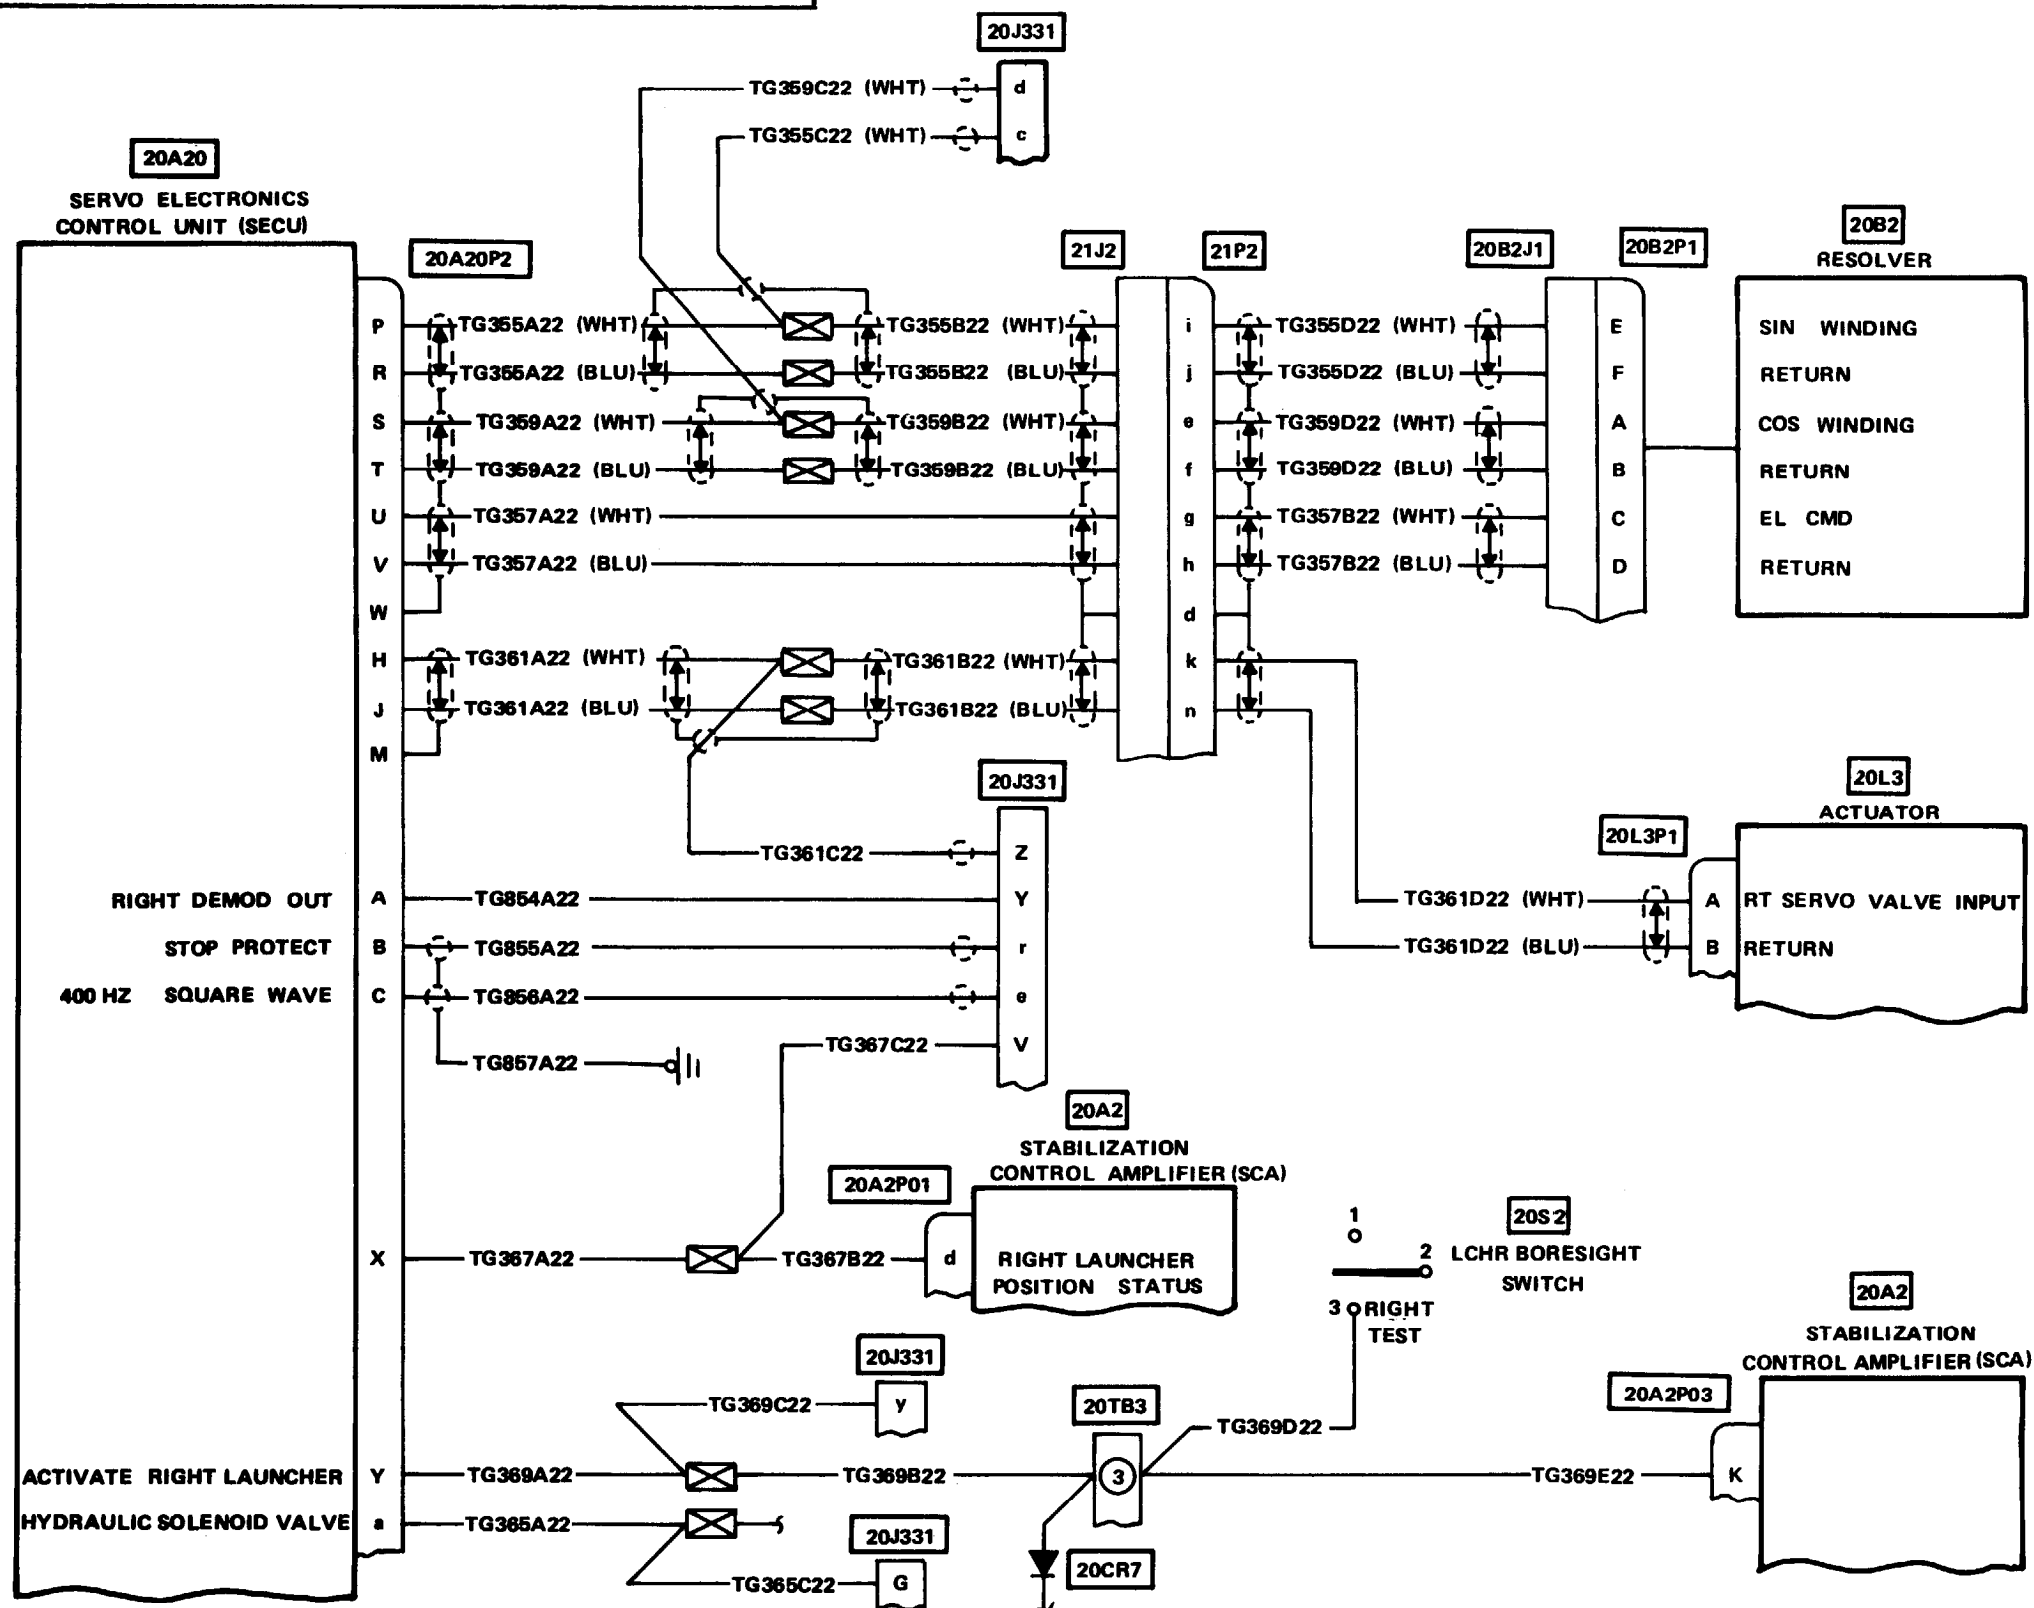 20J331
TG359C22 (WHT) d
TG355C22 (WHT) c
20A20
SERVO ELECTRONICS
CONTROL UNIT (SECU)
20A20P2
21J2
21P2
20B2J1
20B2P1
20B2
RESOLVER
P TG355A22 (WHT) TG355B22 (WHT) i TG355D22 (WHT) E SIN WINDING
R TG355A22 (BLU) TG355B22 (BLU) j TG355D22 (BLU) F RETURN
S TG359A22 (WHT) TG359B22 (WHT) e TG359D22 (WHT) A COS WINDING
T TG359A22 (BLU) TG359B22 (BLU) f TG359D22 (BLU) B RETURN
U TG357A22 (WHT) g TG357B22 (WHT) C EL CMD
V TG357A22 (BLU) h TG357B22 (BLU) D RETURN
W d
H TG361A22 (WHT) TG361B22 (WHT) k
J TG361A22 (BLU) TG361B22 (BLU) n
M
20J331
20L3
ACTUATOR
20L3P1
TG361C22 Z
RIGHT DEMOD OUT A TG854A22 Y TG361D22 (WHT) A RT SERVO VALVE INPUT
STOP PROTECT B TG855A22 r TG361D22 (BLU) B RETURN
400 HZ SQUARE WAVE C TG856A22 e
TG367C22 V
TG857A22
20A2
STABILIZATION
CONTROL AMPLIFIER (SCA)
20A2P01
X TG367A22 TG367B22 d RIGHT LAUNCHER
POSITION STATUS
1
20S2
2 LCHR BORESIGHT
SWITCH
3 RIGHT
TEST
20A2
STABILIZATION
CONTROL AMPLIFIER (SCA)
20J331
20A2P03
TG369C22 y
20TB3
TG369D22
ACTIVATE RIGHT LAUNCHER Y TG369A22 TG369B22 3 TG369E22 K
HYDRAULIC SOLENOID VALVE a TG365A22
20J331
20CR7
TG365C22 G